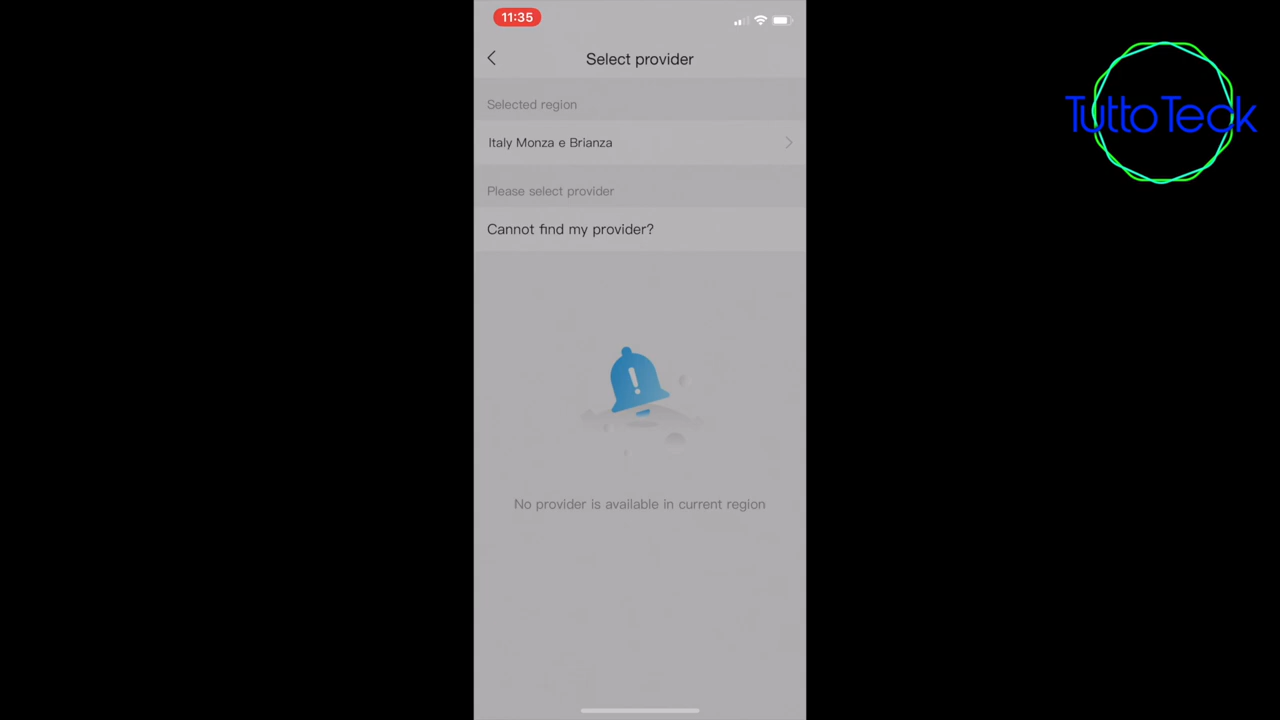 11:35
Select provider
Selected region
Italy Monza e Brianza
Please select provider
Cannot find my provider?
No provider is available in current region
TuttoTeck